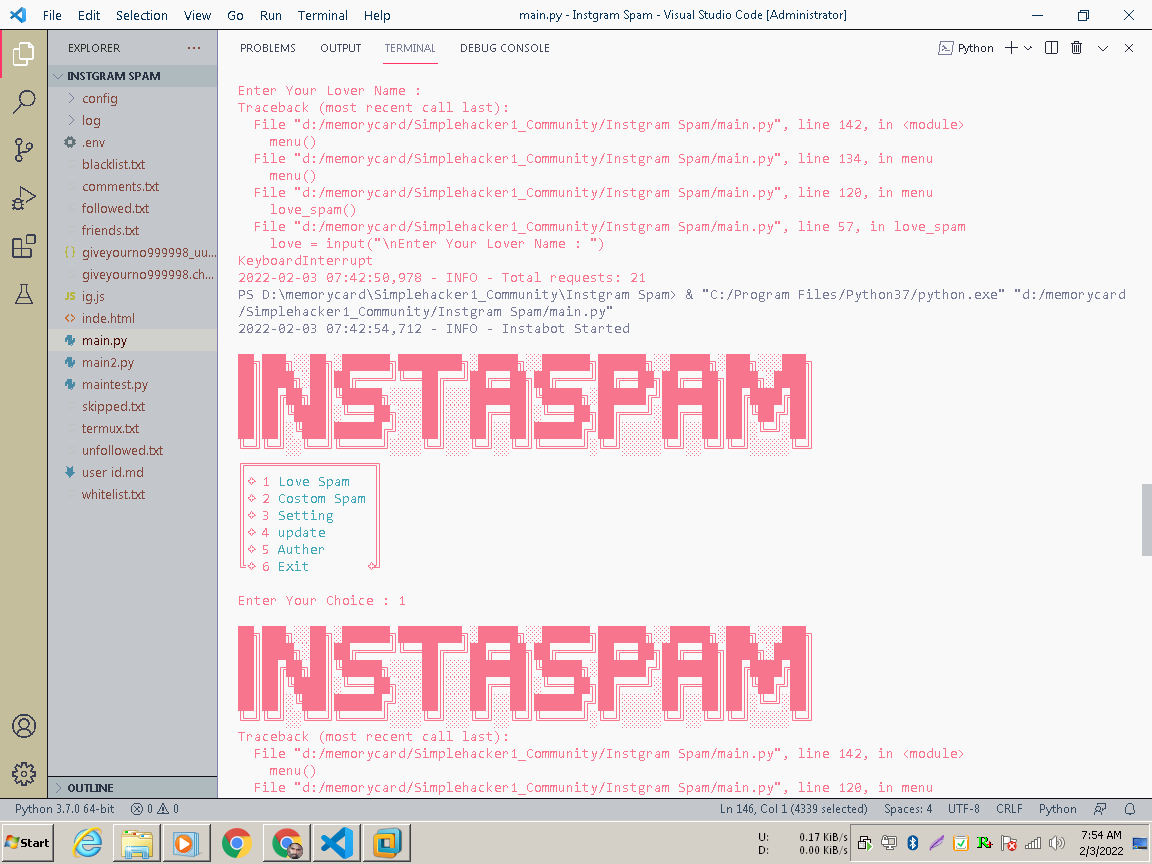 File Edit Selection View Go Run Terminal Help main.py - Instgram Spam - Visual Studio Code [Administrator]
EXPLORER ...
INSTGRAM SPAM
config
log
.env
blacklist.txt
comments.txt
followed.txt
friends.txt
{} giveyourno999998_uu...
giveyourno999998.ch...
JS ig.js
<> inde.html
main.py
main2.py
maintest.py
skipped.txt
termux.txt
unfollowed.txt
user id.md
whitelist.txt
OUTLINE
PROBLEMS OUTPUT TERMINAL DEBUG CONSOLE Python
Enter Your Lover Name :
Traceback (most recent call last):
File "d:/memorycard/Simplehacker1_Community/Instgram Spam/main.py", line 142, in <module>
menu()
File "d:/memorycard/Simplehacker1_Community/Instgram Spam/main.py", line 134, in menu
menu()
File "d:/memorycard/Simplehacker1_Community/Instgram Spam/main.py", line 120, in menu
love_spam()
File "d:/memorycard/Simplehacker1_Community/Instgram Spam/main.py", line 57, in love_spam
love = input("\nEnter Your Lover Name : ")
KeyboardInterrupt
2022-02-03 07:42:50,978 - INFO - Total requests: 21
PS D:\memorycard\Simplehacker1_Community\Instgram Spam> & "C:/Program Files/Python37/python.exe" "d:/memorycard
/Simplehacker1_Community/Instgram Spam/main.py"
2022-02-03 07:42:54,712 - INFO - Instabot Started
INSTASPAM
1 Love Spam
2 Costom Spam
3 Setting
4 update
5 Auther
6 Exit
Enter Your Choice : 1
INSTASPAM
Traceback (most recent call last):
File "d:/memorycard/Simplehacker1_Community/Instgram Spam/main.py", line 142, in <module>
menu()
File "d:/memorycard/Simplehacker1_Community/Instgram Spam/main.py", line 120, in menu
Python 3.7.0 64-bit 0 0 Ln 146, Col 1 (4339 selected) Spaces: 4 UTF-8 CRLF Python
Start
U: 0.17 KiB/s
D: 0.00 KiB/s
7:54 AM
2/3/2022